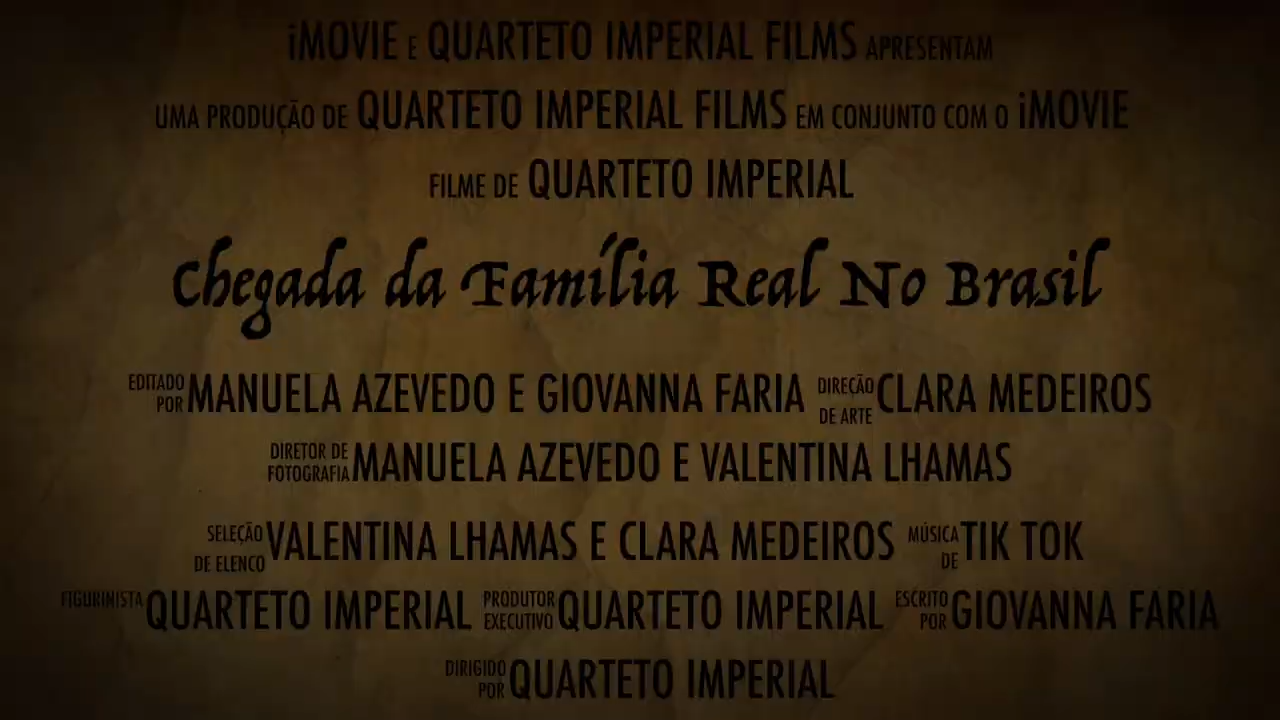 iMOVIE E QUARTETO IMPERIAL FILMS APRESENTAM
UMA PRODUÇÃO DE QUARTETO IMPERIAL FILMS EM CONJUNTO COM O iMOVIE
FILME DE QUARTETO IMPERIAL
Chegada da Família Real No Brasil
EDITADO POR MANUELA AZEVEDO E GIOVANNA FARIA DIREÇÃO DE ARTE CLARA MEDEIROS
DIRETOR DE FOTOGRAFIA MANUELA AZEVEDO E VALENTINA LHAMAS
SELEÇÃO DE ELENCO VALENTINA LHAMAS E CLARA MEDEIROS MÚSICA DE TIK TOK
FIGURINISTA QUARTETO IMPERIAL PRODUTOR EXECUTIVO QUARTETO IMPERIAL ESCRITO POR GIOVANNA FARIA
DIRIGIDO POR QUARTETO IMPERIAL